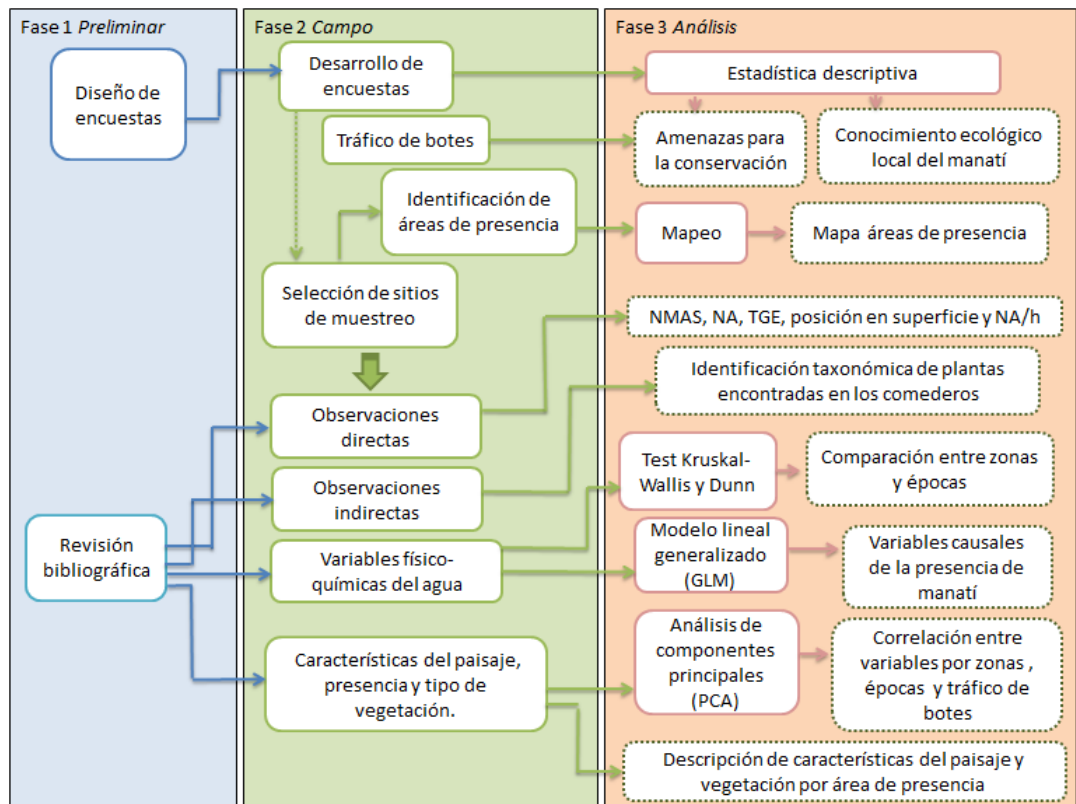 Fase 1 Preliminar
Diseño de
encuestas
Revisión
bibliográfica
Fase 2 Campo
Desarrollo de
encuestas
Tráfico de botes
Identificación de
áreas de presencia
Selección de sitios
de muestreo
Observaciones
directas
Observaciones
indirectas
Variables físico-
químicas del agua
Características del paisaje,
presencia y tipo de
vegetación.
Fase 3 Análisis
Estadística descriptiva
Amenazas para
la conservación
Conocimiento ecológico
local del manatí
Mapeo
Mapa áreas de presencia
NMAS, NA, TGE, posición en superficie y NA/h
Identificación taxonómica de plantas
encontradas en los comederos
Test Kruskal-
Wallis y Dunn
Comparación entre zonas
y épocas
Modelo lineal
generalizado
(GLM)
Variables causales
de la presencia de
manatí
Análisis de
componentes
principales
(PCA)
Correlación entre
variables por zonas ,
épocas y tráfico de
botes
Descripción de características del paisaje y
vegetación por área de presencia